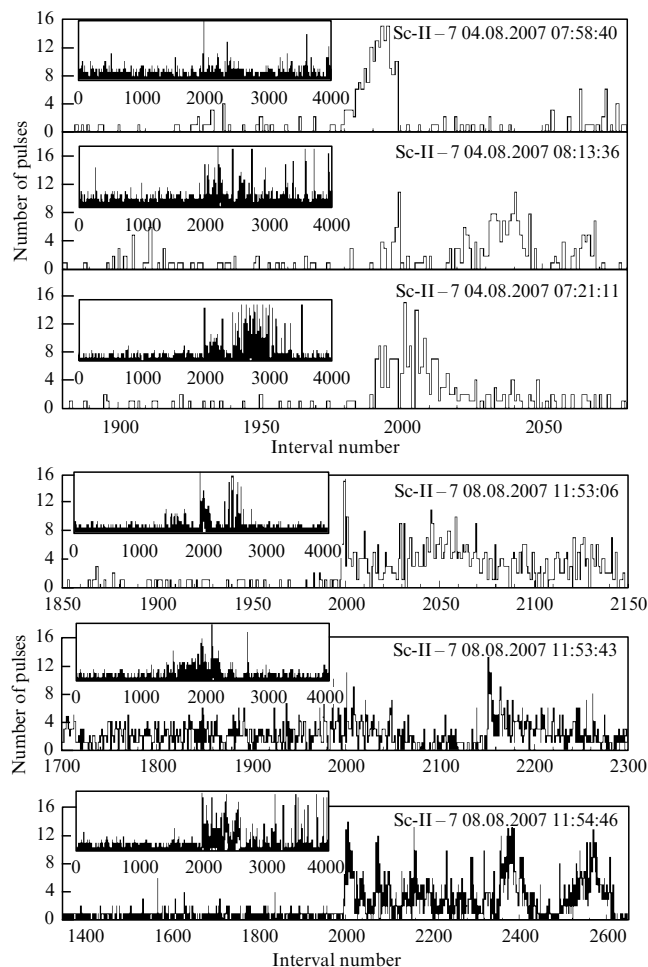 16
Sc-II – 7 04.08.2007 07:58:40
12
8
4
0
0 1000 2000 3000 4000
16
Sc-II – 7 04.08.2007 08:13:36
12
8
4
0
0 1000 2000 3000 4000
Number of pulses
16
Sc-II – 7 04.08.2007 07:21:11
12
8
4
0
0 1000 2000 3000 4000
1900 1950 2000 2050
Interval number
16
Sc-II – 7 08.08.2007 11:53:06
12
8
4
0
0 1000 2000 3000 4000
1850 1900 1950 2000 2050 2100 2150
16
Sc-II – 7 08.08.2007 11:53:43
12
8
4
0
0 1000 2000 3000 4000
Number of pulses
1700 1800 1900 2000 2100 2200 2300
16
Sc-II – 7 08.08.2007 11:54:46
12
8
4
0
0 1000 2000 3000 4000
1400 1600 1800 2000 2200 2400 2600
Interval number